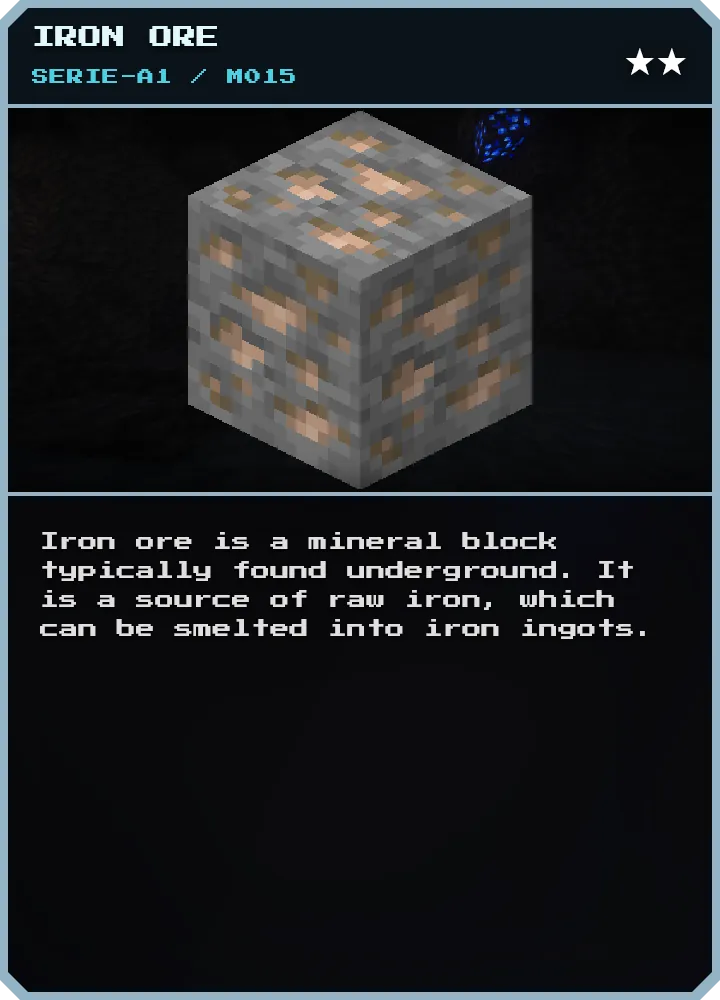 IRON ORE
SERIE-A1 / M015
★★
Iron ore is a mineral block
typically found underground. It
is a source of raw iron, which
can be smelted into iron ingots.